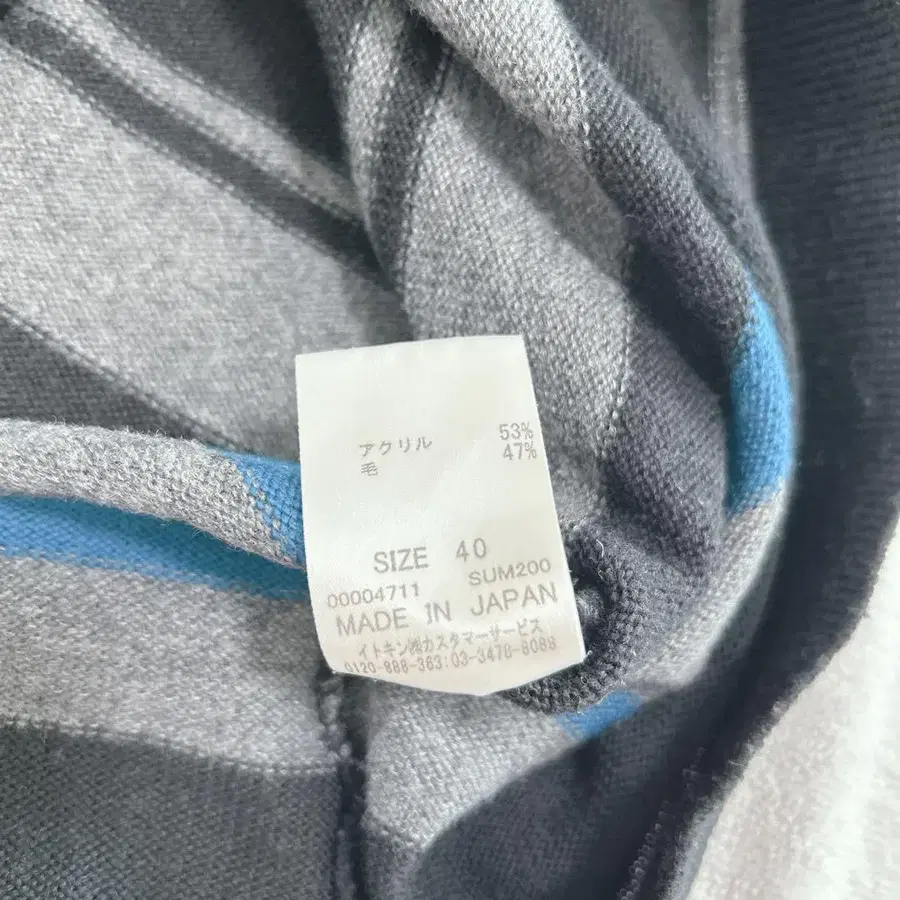 アクリル 53%
毛 47%
SIZE 40
00004711 SUM200
MADE IN JAPAN
イトキン㈱カスタマーサービス
0120-888-363:03-3478-8088